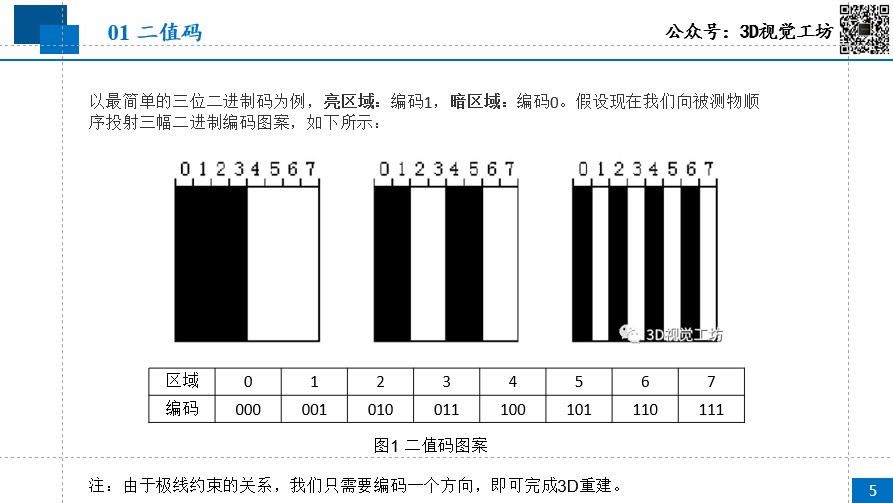 01 二值码
公众号：3D视觉工坊
以最简单的三位二进制码为例，亮区域：编码1，暗区域：编码0。假设现在我们向被测物顺
序投射三幅二进制编码图案，如下所示：
0 1 2 3 4 5 6 7
0 1 2 3 4 5 6 7
0 1 2 3 4 5 6 7
3D视觉工坊
区域 0 1 2 3 4 5 6 7
编码 000 001 010 011 100 101 110 111
图1 二值码图案
注：由于极线约束的关系，我们只需要编码一个方向，即可完成3D重建。
5